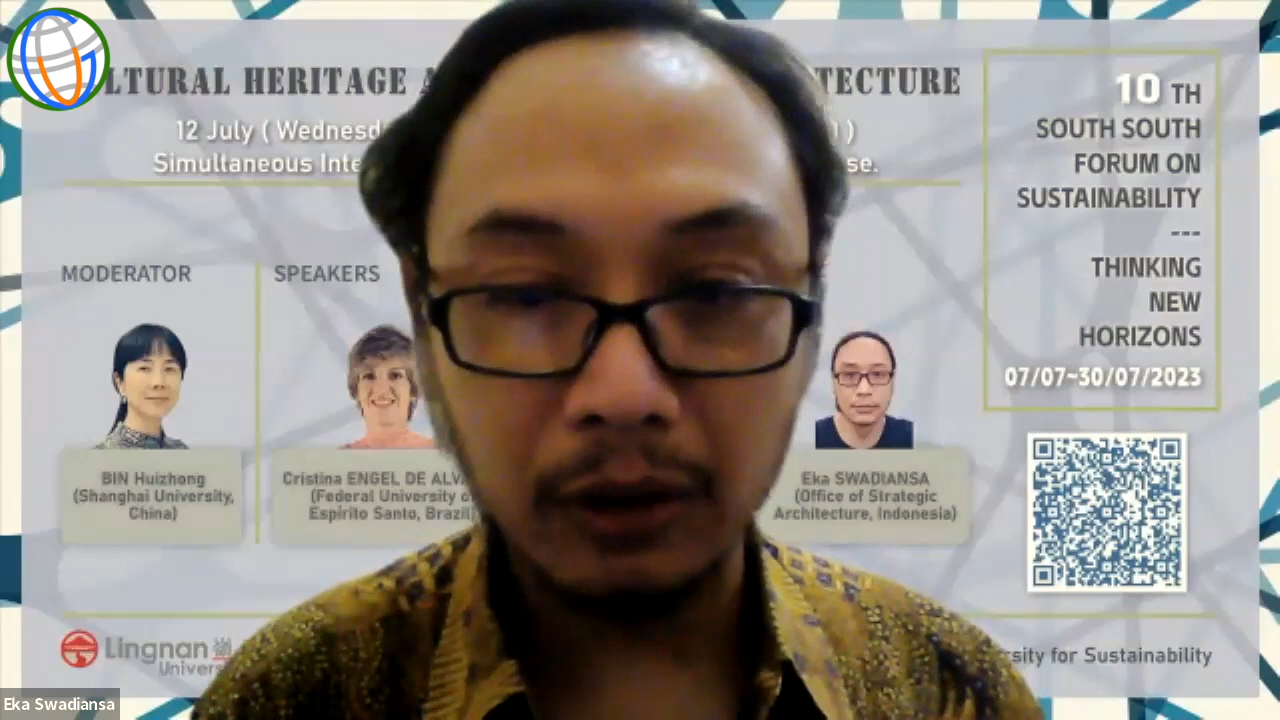 LTURAL HERITAGE
TECTURE
12 July ( Wednesd
)
Simultaneous Inte
se.
10 TH
SOUTH SOUTH
FORUM ON
SUSTAINABILITY
---
THINKING
NEW
HORIZONS
07/07~30/07/2023
MODERATOR
SPEAKERS
BIN Huizhong
(Shanghai University,
China)
Cristina ENGEL DE ALV
(Federal University o
Espírito Santo, Brazil)
Eka SWADIANSA
(Office of Strategic
Architecture, Indonesia)
Lingnan 嶺
Univers
rsity for Sustainability
Eka Swadiansa